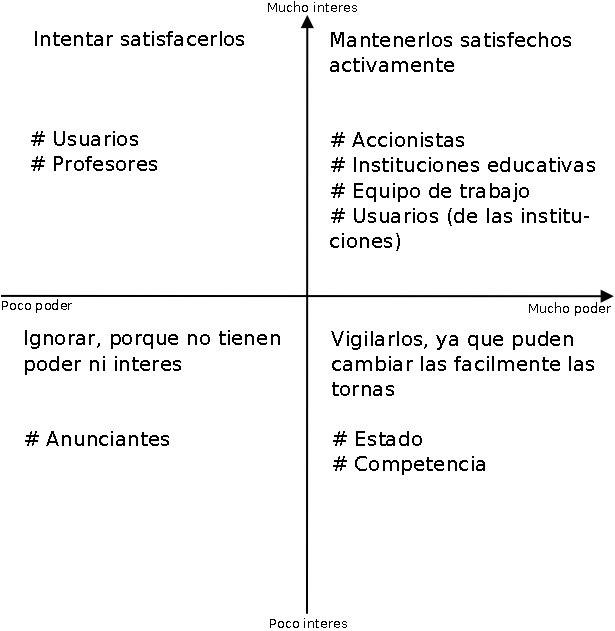 Mucho interes
Intentar satisfacerlos
# Usuarios
# Profesores
Mantenerlos satisfechos
activamente
# Accionistas
# Instituciones educativas
# Equipo de trabajo
# Usuarios (de las institu-
ciones)
Poco poder
Mucho poder
Ignorar, porque no tienen
poder ni interes
# Anunciantes
Vigilarlos, ya que puden
cambiar las facilmente las
tornas
# Estado
# Competencia
Poco interes